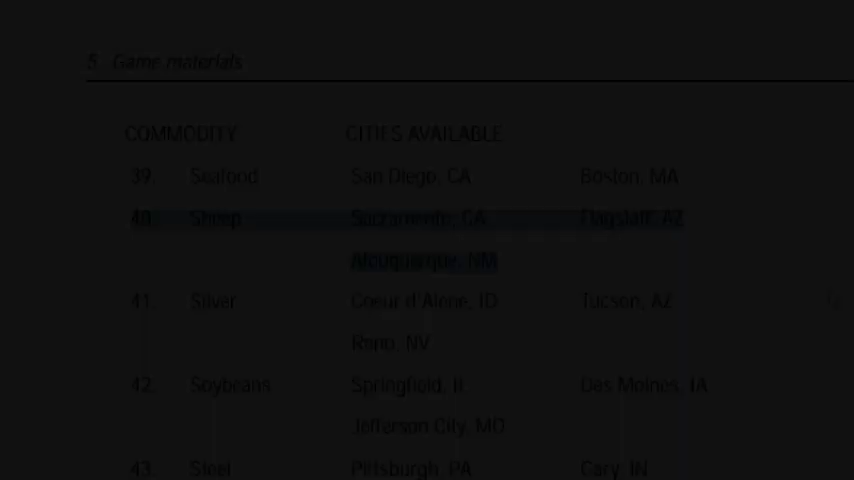 5. Game materials
COMMODITY CITIES AVAILABLE
39. Seafood San Diego, CA Boston, MA
40. Sheep Sacramento, CA Flagstaff, AZ
Albuquerque, NM
41. Silver Coeur d'Alene, ID Tucson, AZ
Reno, NV
42. Soybeans Springfield, IL Des Moines, IA
Jefferson City, MO
43. Steel Pittsburgh, PA Gary, IN